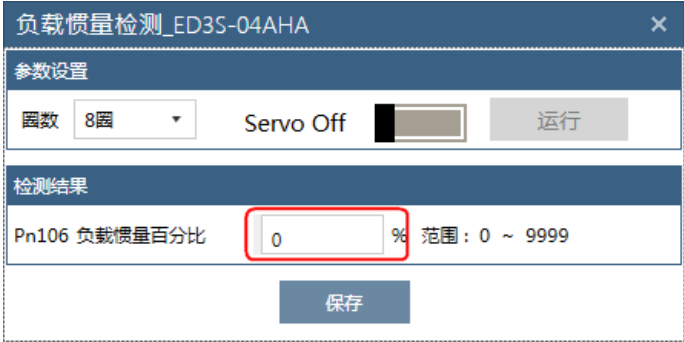 负载惯量检测_ED3S-04AHA ×
参数设置
圈数 8圈 Servo Off 运行
检测结果
Pn106 负载惯量百分比 0 % 范围：0 ~ 9999
保存